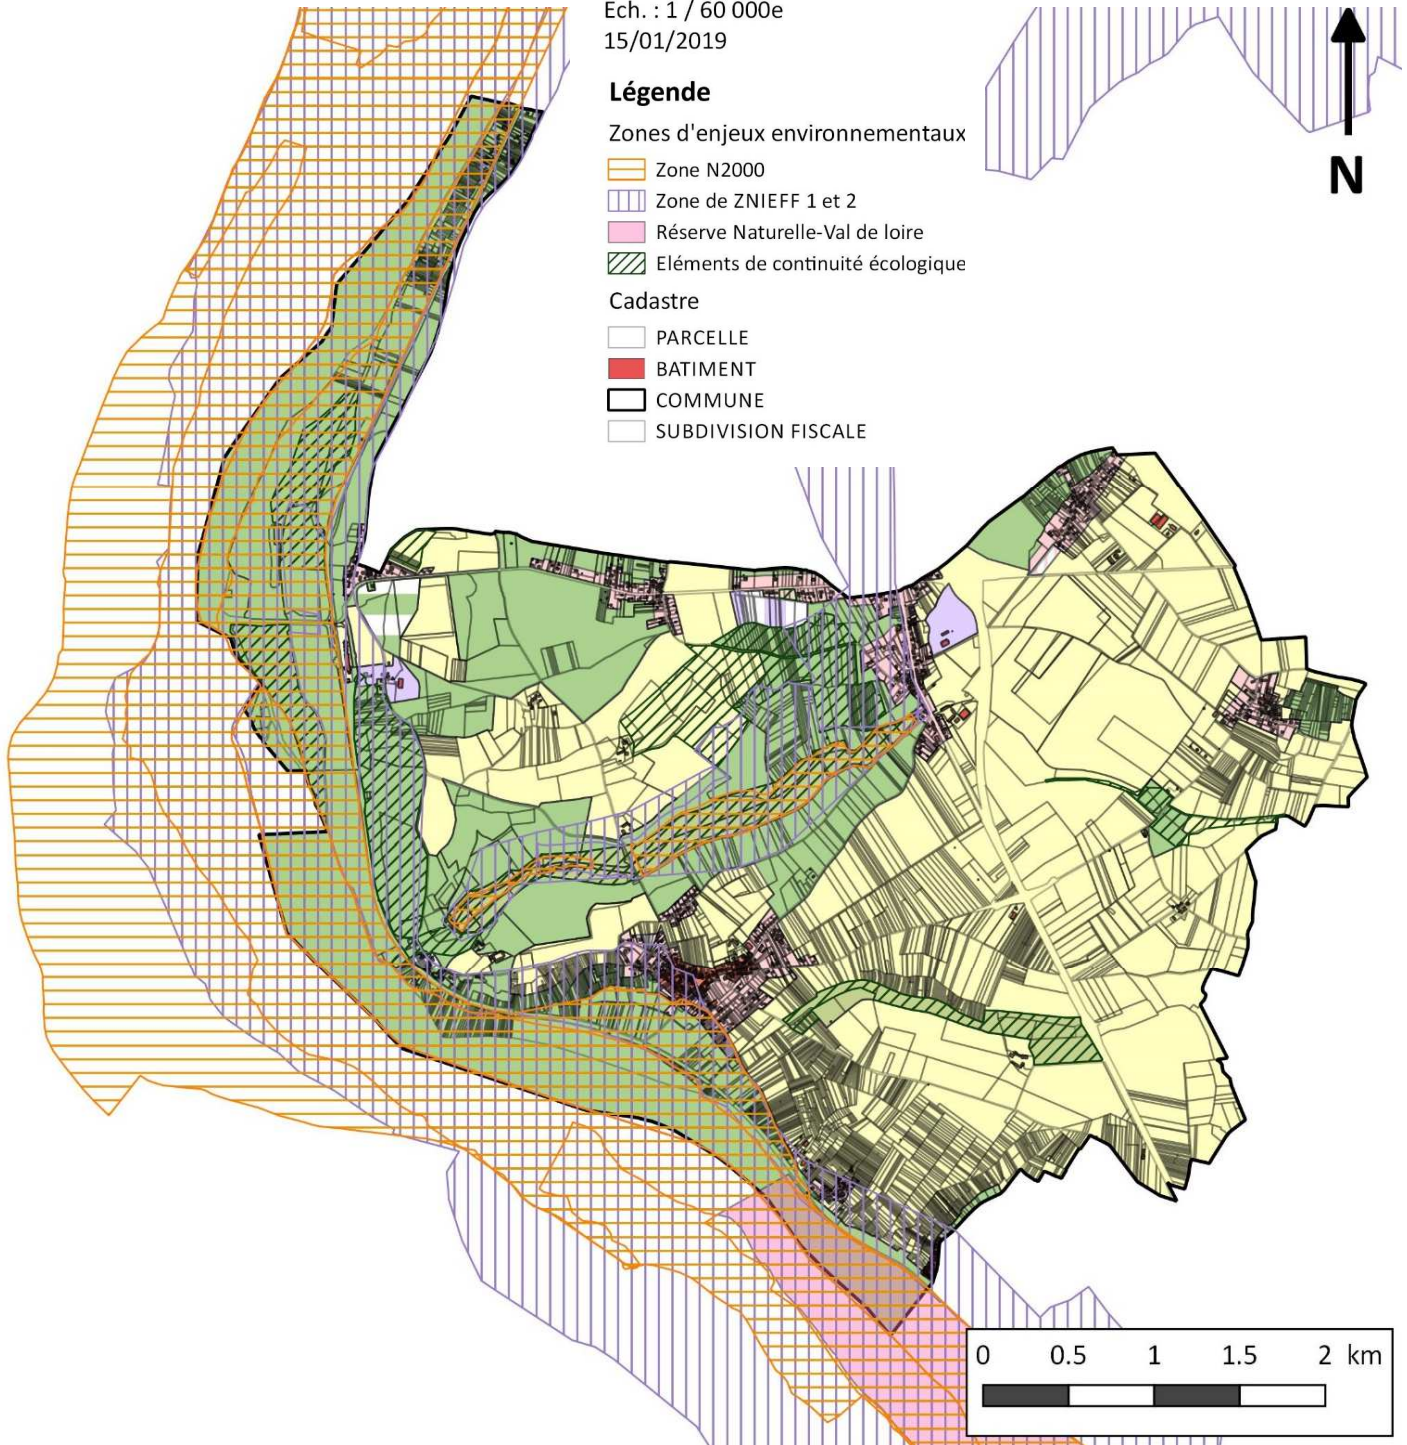 Ech. : 1 / 60 000e
15/01/2019
Légende
Zones d'enjeux environnementaux
Zone N2000
Zone de ZNIEFF 1 et 2
Réserve Naturelle-Val de loire
Eléments de continuité écologique
Cadastre
PARCELLE
BATIMENT
COMMUNE
SUBDIVISION FISCALE
N
0 0.5 1 1.5 2 km